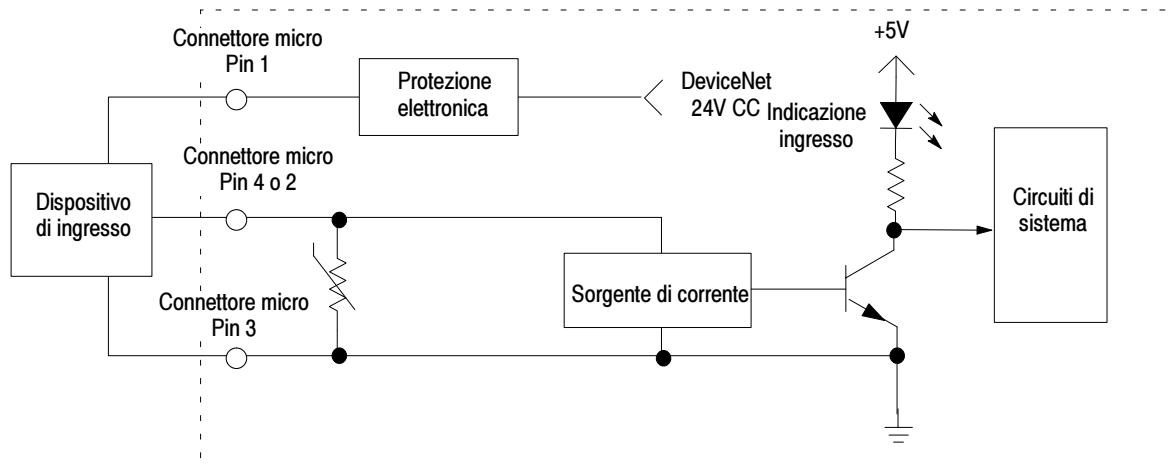 Connettore micro
Pin 1
Protezione
elettronica
DeviceNet
24V CC
+5V
Indicazione
ingresso
Connettore micro
Pin 4 o 2
Dispositivo
di ingresso
Circuiti di
sistema
Sorgente di corrente
Connettore micro
Pin 3